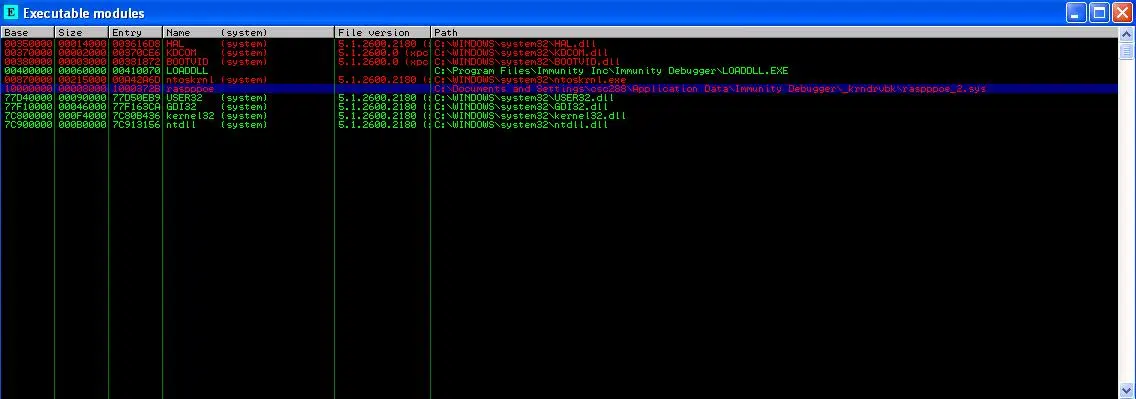 E Executable modules
Base Size Entry Name (system) File version Path
00350000 00014000 003616D8 HAL (system) 5.1.2600.2180 (: C:\WINDOWS\system32\HAL.dll
00370000 00002000 00370CE6 KDCOM (system) 5.1.2600.0 (xpc C:\WINDOWS\system32\KDCOM.dll
00380000 00003000 00381872 BOOTVID (system) 5.1.2600.0 (xpc C:\WINDOWS\system32\BOOTVID.dll
00400000 00060000 00410070 LOADDLL C:\Program Files\Immunity Inc\Immunity Debugger\LOADDLL.EXE
00870000 00215000 00A42A6D ntoskrnl (system) 5.1.2600.2180 (: C:\WINDOWS\system32\ntoskrnl.exe
10000000 1000372B raspppoe C:\Documents and Settings\osc288\Application Data\Immunity Debugger\_krndrvbk\raspppoe_2.sys
77D40000 00090000 77D50EB9 USER32 (system) 5.1.2600.2180 (: C:\WINDOWS\system32\USER32.dll
77F10000 00046000 77F163CA GDI32 (system) 5.1.2600.2180 (: C:\WINDOWS\system32\GDI32.dll
7C800000 000F4000 7C80B436 kernel32 (system) 5.1.2600.2180 (: C:\WINDOWS\system32\kernel32.dll
7C900000 000B0000 7C913156 ntdll (system) 5.1.2600.2180 (: C:\WINDOWS\system32\ntdll.dll